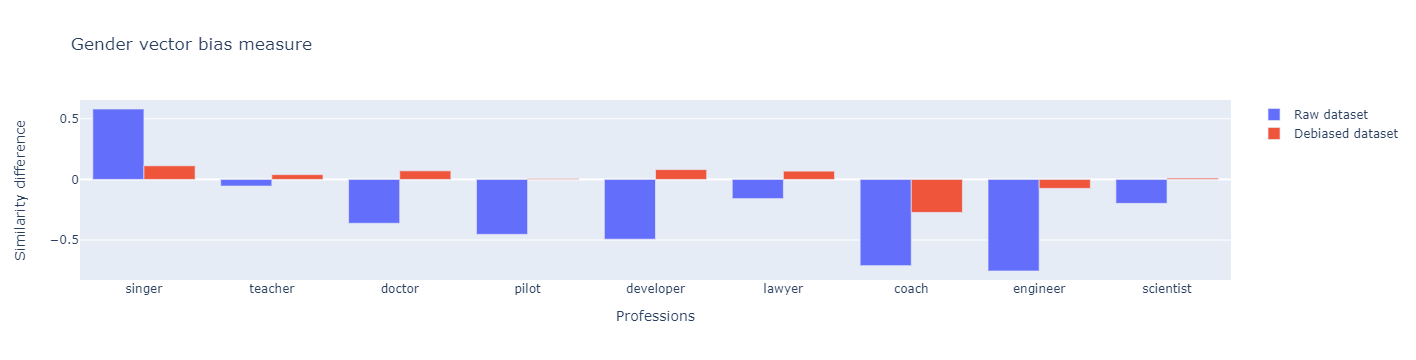 Gender vector bias measure
Raw dataset
Debiased dataset
Similarity difference
0.5
0
−0.5
singer teacher doctor pilot developer lawyer coach engineer scientist
Professions